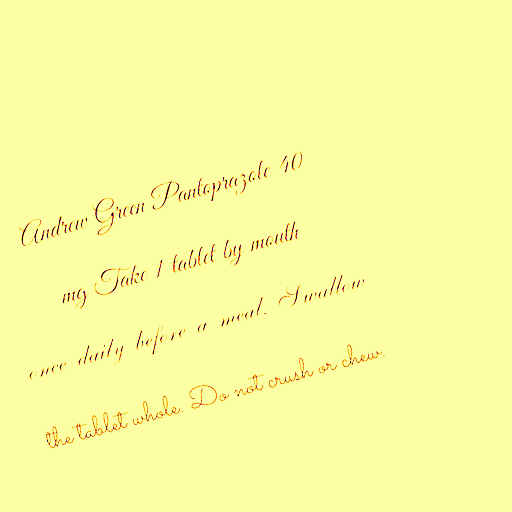 Andrew Green Pantoprazole 40
mg Take 1 tablet by mouth
once daily before a meal. Swallow
the tablet whole. Do not crush or chew.